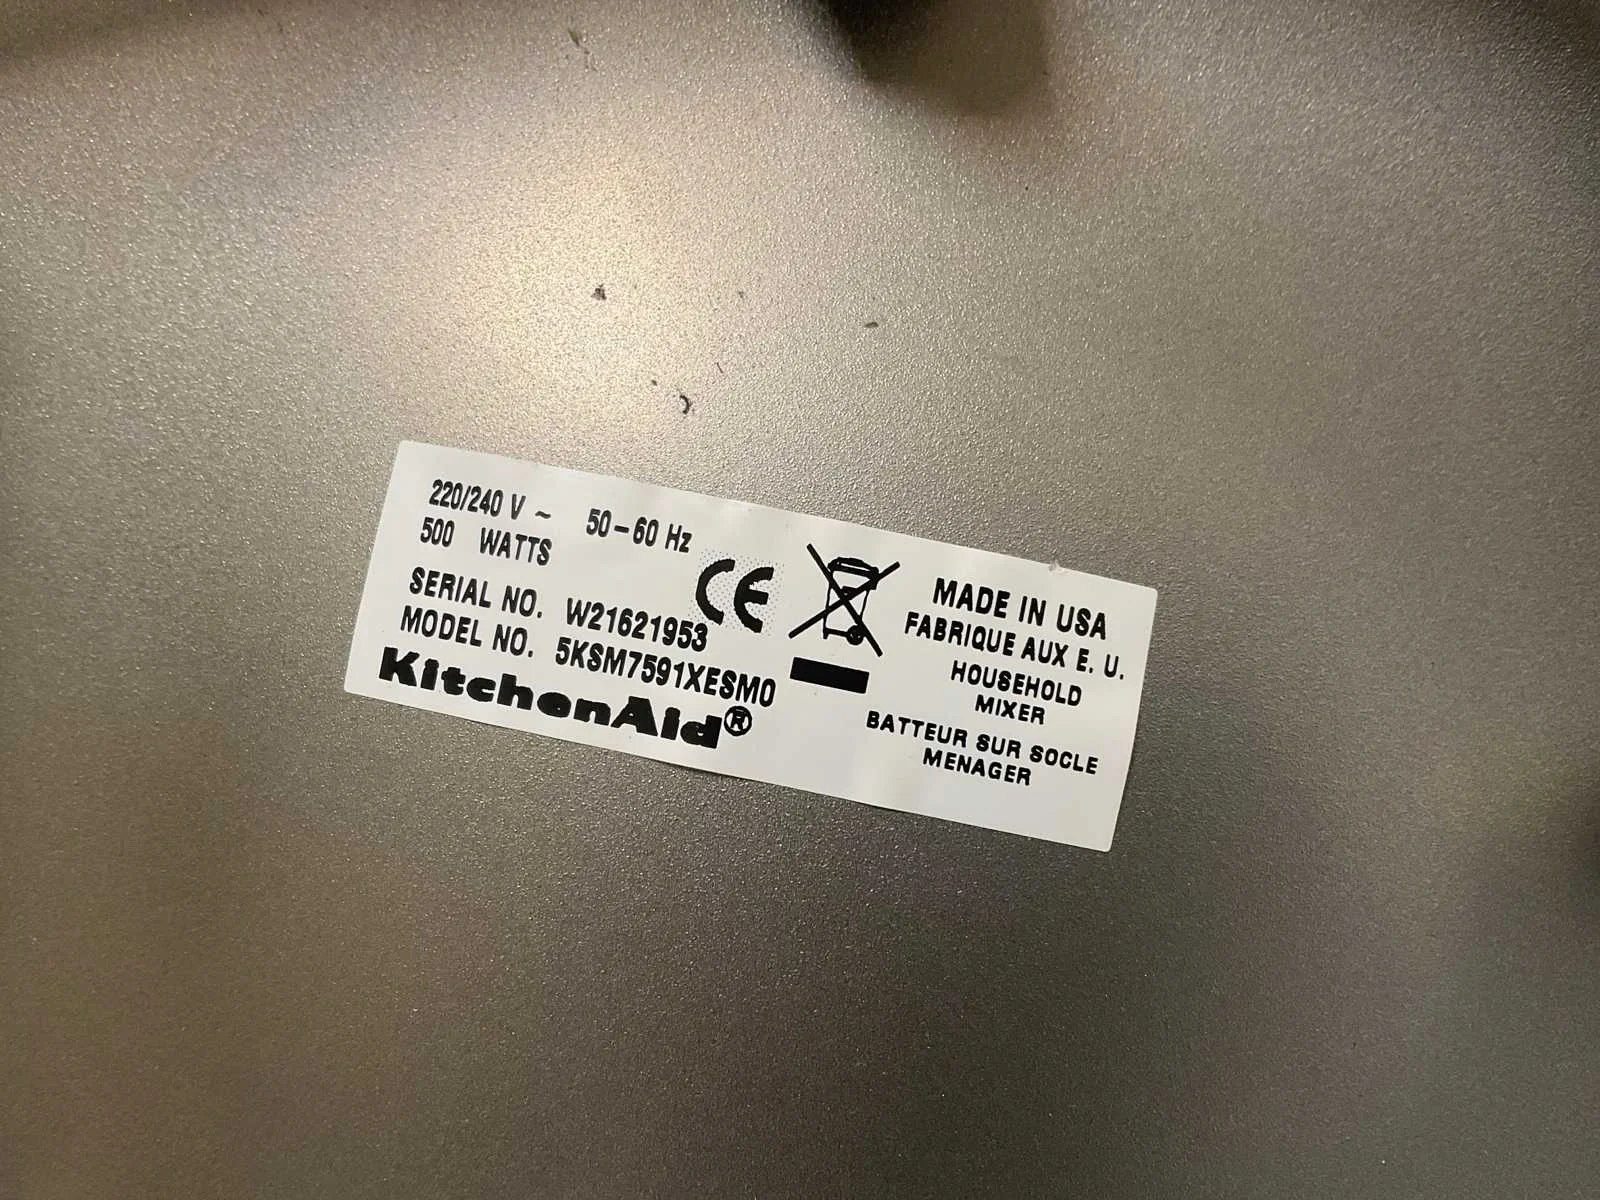 220/240 V ~ 50-60 Hz
500 WATTS
SERIAL NO. W21621953
MODEL NO. 5KSM7591XESM0
KitchenAid®
CE
MADE IN USA
FABRIQUE AUX E. U.
HOUSEHOLD
MIXER
BATTEUR SUR SOCLE
MENAGER